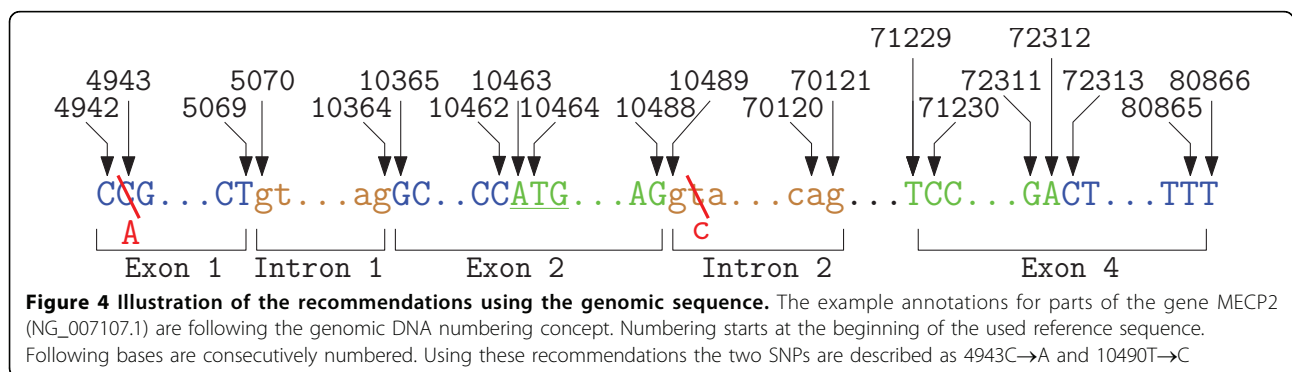 71229 72312
4943 5070 10365 10463 10489 70121 72311 72313 80866
4942 5069 10364 10462 10464 10488 70120 71230 80865
CCG...CTgt...agGC..CCATG...AGgta...cag...TCC...GACT...TTT
A c
Exon 1 Intron 1 Exon 2 Intron 2 Exon 4
Figure 4 Illustration of the recommendations using the genomic sequence. The example annotations for parts of the gene MECP2
(NG_007107.1) are following the genomic DNA numbering concept. Numbering starts at the beginning of the used reference sequence.
Following bases are consecutively numbered. Using these recommendations the two SNPs are described as 4943C→A and 10490T→C